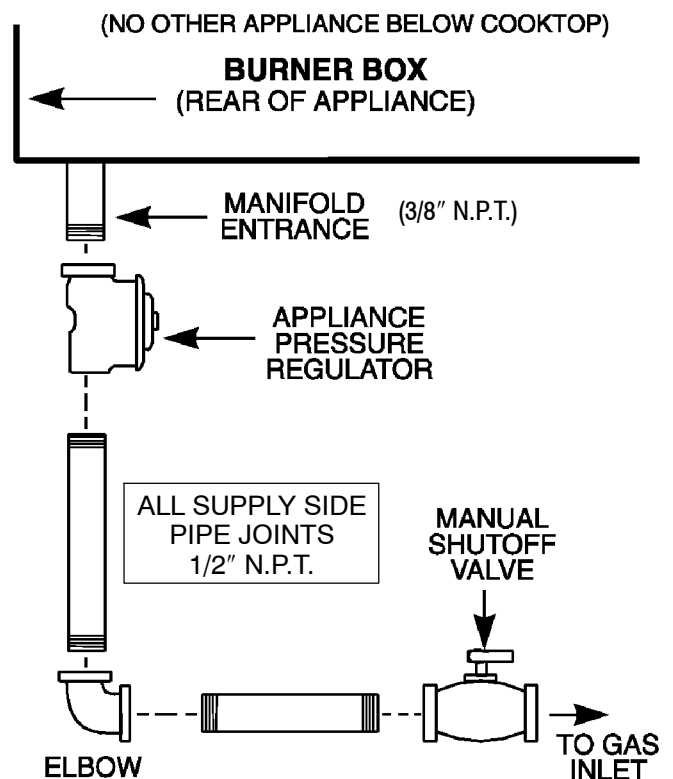 (NO OTHER APPLIANCE BELOW COOKTOP)
BURNER BOX
(REAR OF APPLIANCE)
MANIFOLD
ENTRANCE
(3/8″ N.P.T.)
APPLIANCE
PRESSURE
REGULATOR
ALL SUPPLY SIDE
PIPE JOINTS
1/2″ N.P.T.
MANUAL
SHUTOFF
VALVE
ELBOW
TO GAS
INLET